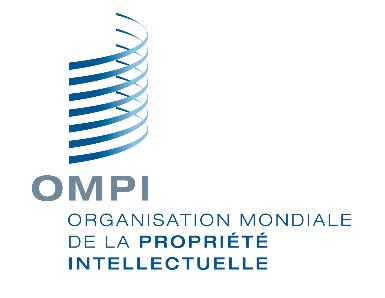 OMPI
ORGANISATION MONDIALE
DE LA PROPRIÉTÉ
INTELLECTUELLE